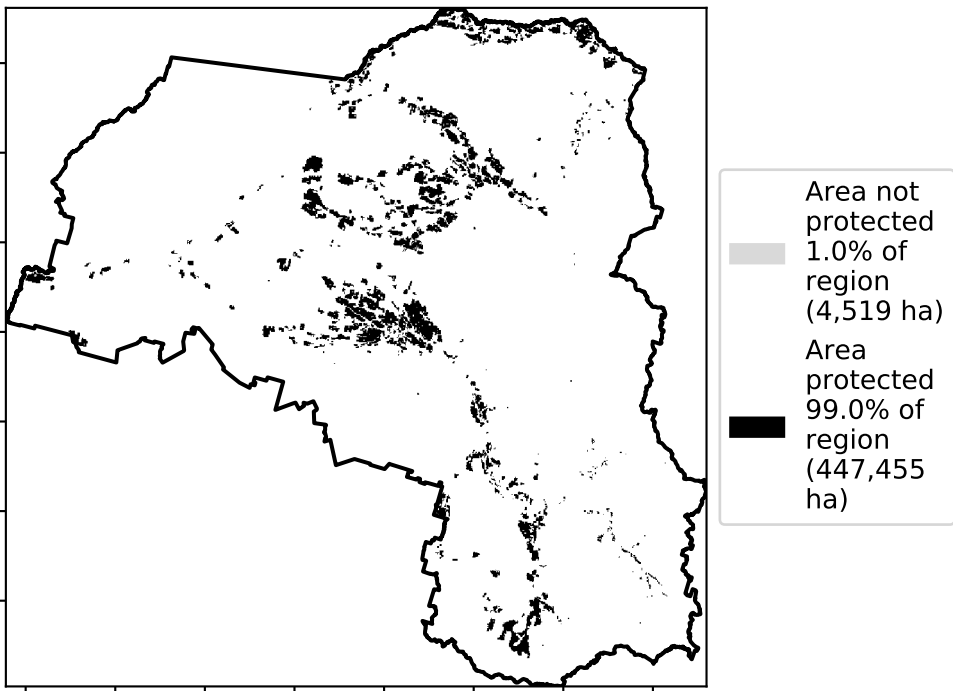 Area not
protected
1.0% of
region
(4,519 ha)
Area
protected
99.0% of
region
(447,455
ha)